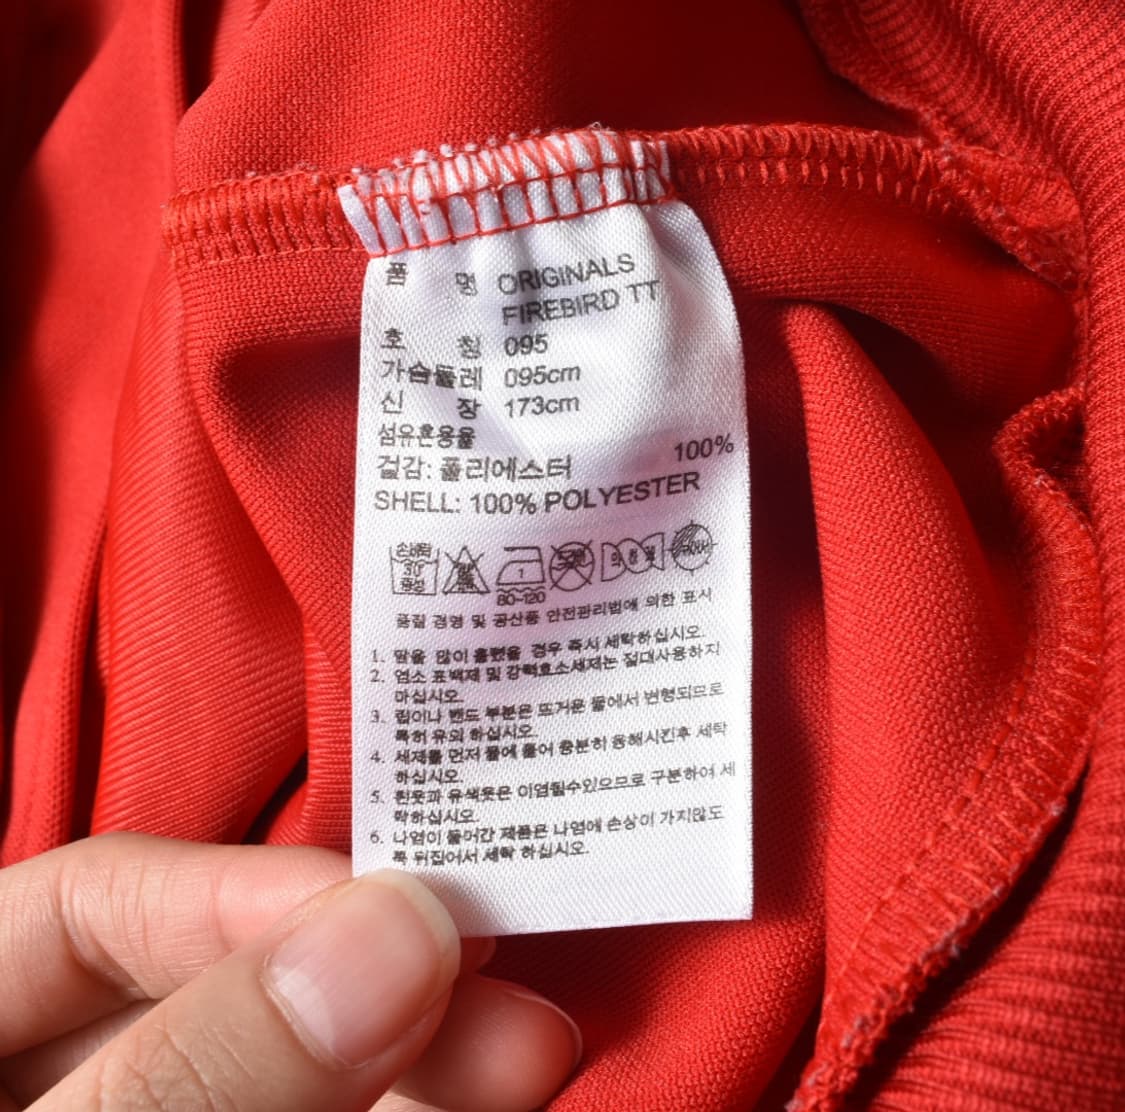 품 명 ORIGINALS
FIREBIRD TT
호 칭 095
가슴둘레 095cm
신 장 173cm
섬유혼용율
겉감: 폴리에스터 100%
SHELL: 100% POLYESTER
손세탁
30
중성
1
80~120
품질 경영 및 공산품 안전관리법에 의한 표시
1. 땀을 많이 흘렸을 경우 즉시 세탁하십시오.
2. 염소 표백제 및 강력효소세제는 절대사용하지
마십시오.
3. 립이나 밴드 부분은 뜨거운 물에서 변형되므로
특히 유의 하십시오.
4. 세제를 먼저 물에 풀어 충분히 용해시킨후 세탁
하십시오.
5. 흰옷과 유색옷은 이염될수있으므로 구분하여 세
탁하십시오.
6. 나염이 들어간 제품은 나염에 손상이 가지않도
록 뒤집어서 세탁 하십시오.